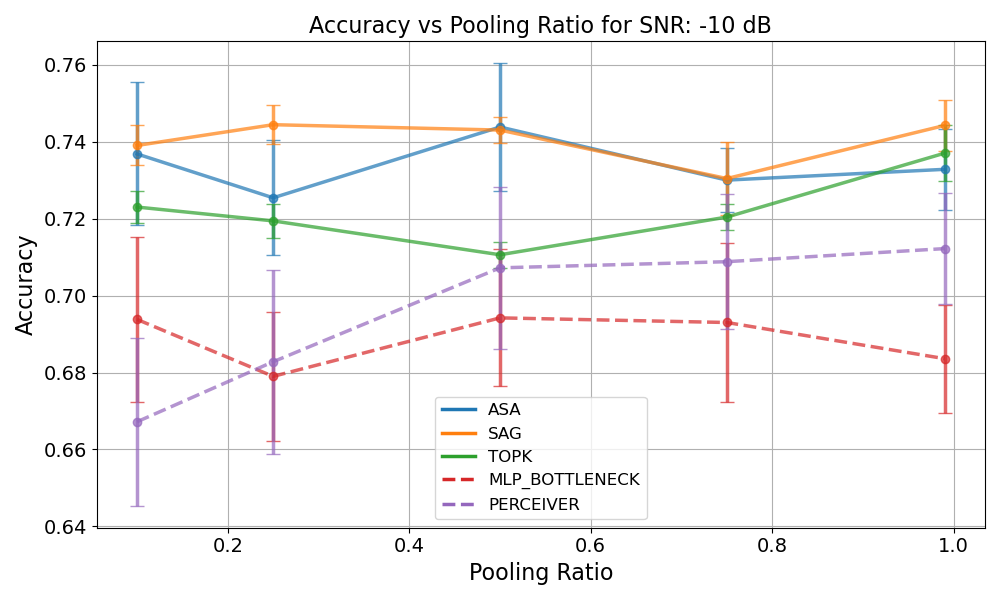 Accuracy vs Pooling Ratio for SNR: -10 dB
Accuracy
0.76
0.74
0.72
0.70
0.68
0.66
0.64
0.2
0.4
0.6
0.8
1.0
Pooling Ratio
ASA
SAG
TOPK
MLP_BOTTLENECK
PERCEIVER